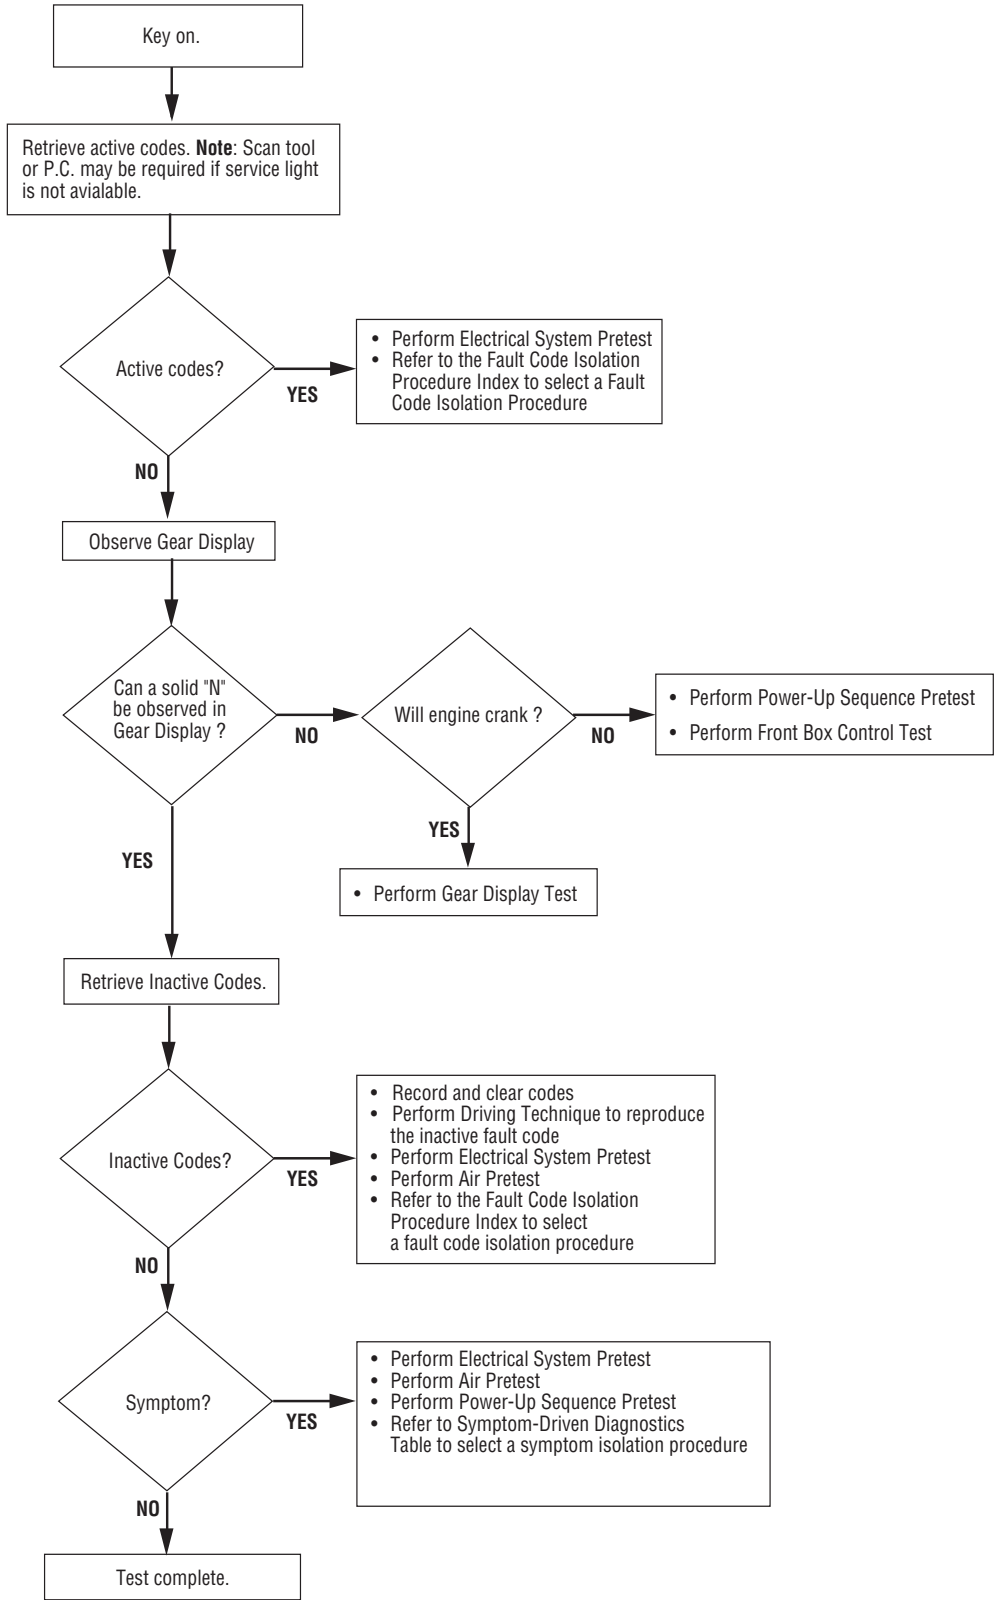 Key on.
Retrieve active codes. Note: Scan tool
or P.C. may be required if service light
is not avialable.
Active codes?
YES
• Perform Electrical System Pretest
• Refer to the Fault Code Isolation
Procedure Index to select a Fault
Code Isolation Procedure
NO
Observe Gear Display
Can a solid "N"
be observed in
Gear Display ?
NO
Will engine crank ?
NO
• Perform Power-Up Sequence Pretest
• Perform Front Box Control Test
YES
• Perform Gear Display Test
YES
Retrieve Inactive Codes.
Inactive Codes?
YES
• Record and clear codes
• Perform Driving Technique to reproduce
the inactive fault code
• Perform Electrical System Pretest
• Perform Air Pretest
• Refer to the Fault Code Isolation
Procedure Index to select
a fault code isolation procedure
NO
Symptom?
YES
• Perform Electrical System Pretest
• Perform Air Pretest
• Perform Power-Up Sequence Pretest
• Refer to Symptom-Driven Diagnostics
Table to select a symptom isolation procedure
NO
Test complete.